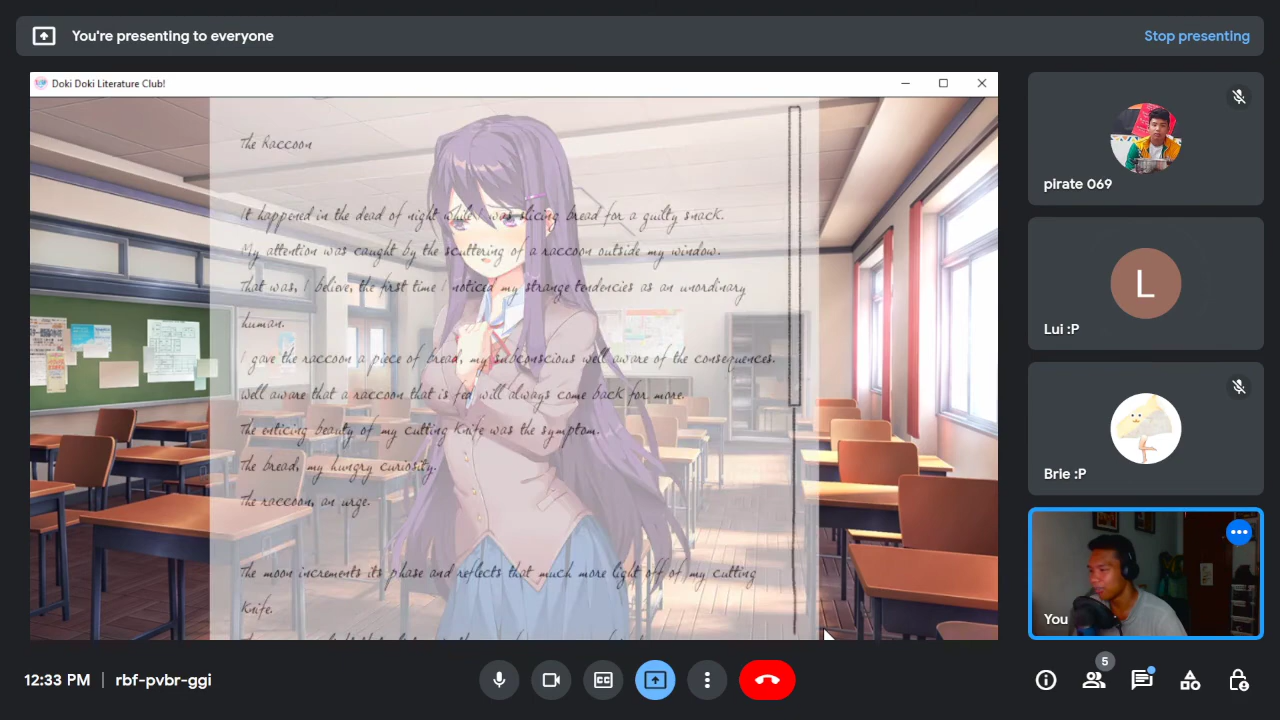 You're presenting to everyone
Stop presenting
Doki Doki Literature Club!
The Raccoon
It happened in the dead of night while I was slicing bread for a guilty snack.
My attention was caught by the scuttering of a raccoon outside my window.
That was, I believe, the first time I noticed my strange tendencies as an unordinary
human.
I gave the raccoon a piece of bread, my subconscious well aware of the consequences.
Well aware that a raccoon that is fed will always come back for more.
The enticing beauty of my cutting knife was the symptom.
The bread, my hungry curiosity.
The raccoon, an urge.
The moon increments its phase and reflects that much more light off of my cutting
knife.
pirate 069
L
Lui :P
Brie :P
You
12:33 PM | rbf-pvbr-ggi
CC
5